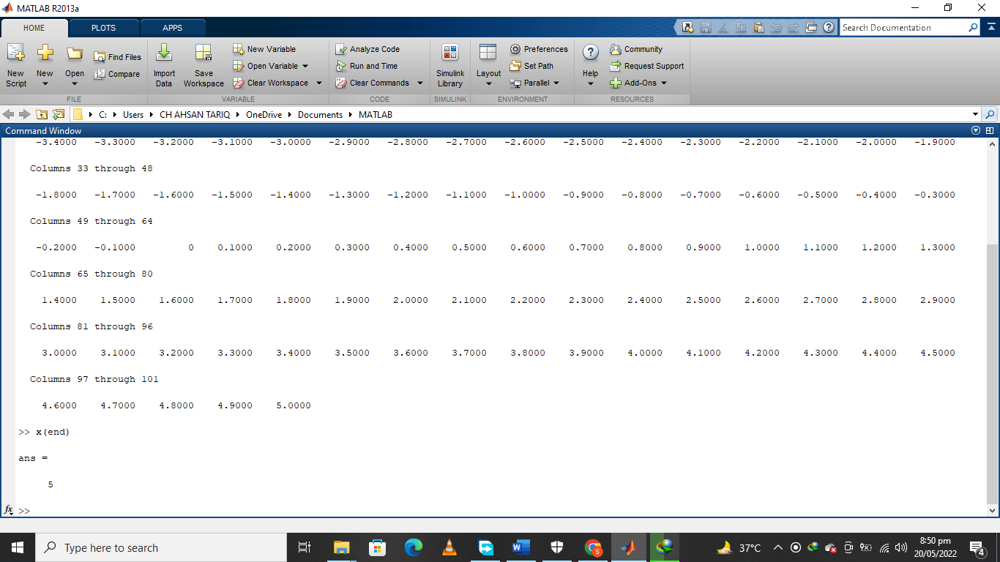 MATLAB R2013a
HOME PLOTS APPS Search Documentation
New Script New Open Find Files Compare Import Data Save Workspace New Variable Open Variable Clear Workspace Analyze Code Run and Time Clear Commands Simulink Library Layout Preferences Set Path Parallel Help Community Request Support Add-Ons
FILE VARIABLE CODE SIMULINK ENVIRONMENT RESOURCES
C: Users CH AHSAN TARIQ OneDrive Documents MATLAB
Command Window
-3.4000 -3.3000 -3.2000 -3.1000 -3.0000 -2.9000 -2.8000 -2.7000 -2.6000 -2.5000 -2.4000 -2.3000 -2.2000 -2.1000 -2.0000 -1.9000
Columns 33 through 48
-1.8000 -1.7000 -1.6000 -1.5000 -1.4000 -1.3000 -1.2000 -1.1000 -1.0000 -0.9000 -0.8000 -0.7000 -0.6000 -0.5000 -0.4000 -0.3000
Columns 49 through 64
-0.2000 -0.1000 0 0.1000 0.2000 0.3000 0.4000 0.5000 0.6000 0.7000 0.8000 0.9000 1.0000 1.1000 1.2000 1.3000
Columns 65 through 80
1.4000 1.5000 1.6000 1.7000 1.8000 1.9000 2.0000 2.1000 2.2000 2.3000 2.4000 2.5000 2.6000 2.7000 2.8000 2.9000
Columns 81 through 96
3.0000 3.1000 3.2000 3.3000 3.4000 3.5000 3.6000 3.7000 3.8000 3.9000 4.0000 4.1000 4.2000 4.3000 4.4000 4.5000
Columns 97 through 101
4.6000 4.7000 4.8000 4.9000 5.0000
>> x(end)
ans =
5
fx >>
Type here to search
37°C
8:50 pm
20/05/2022
4